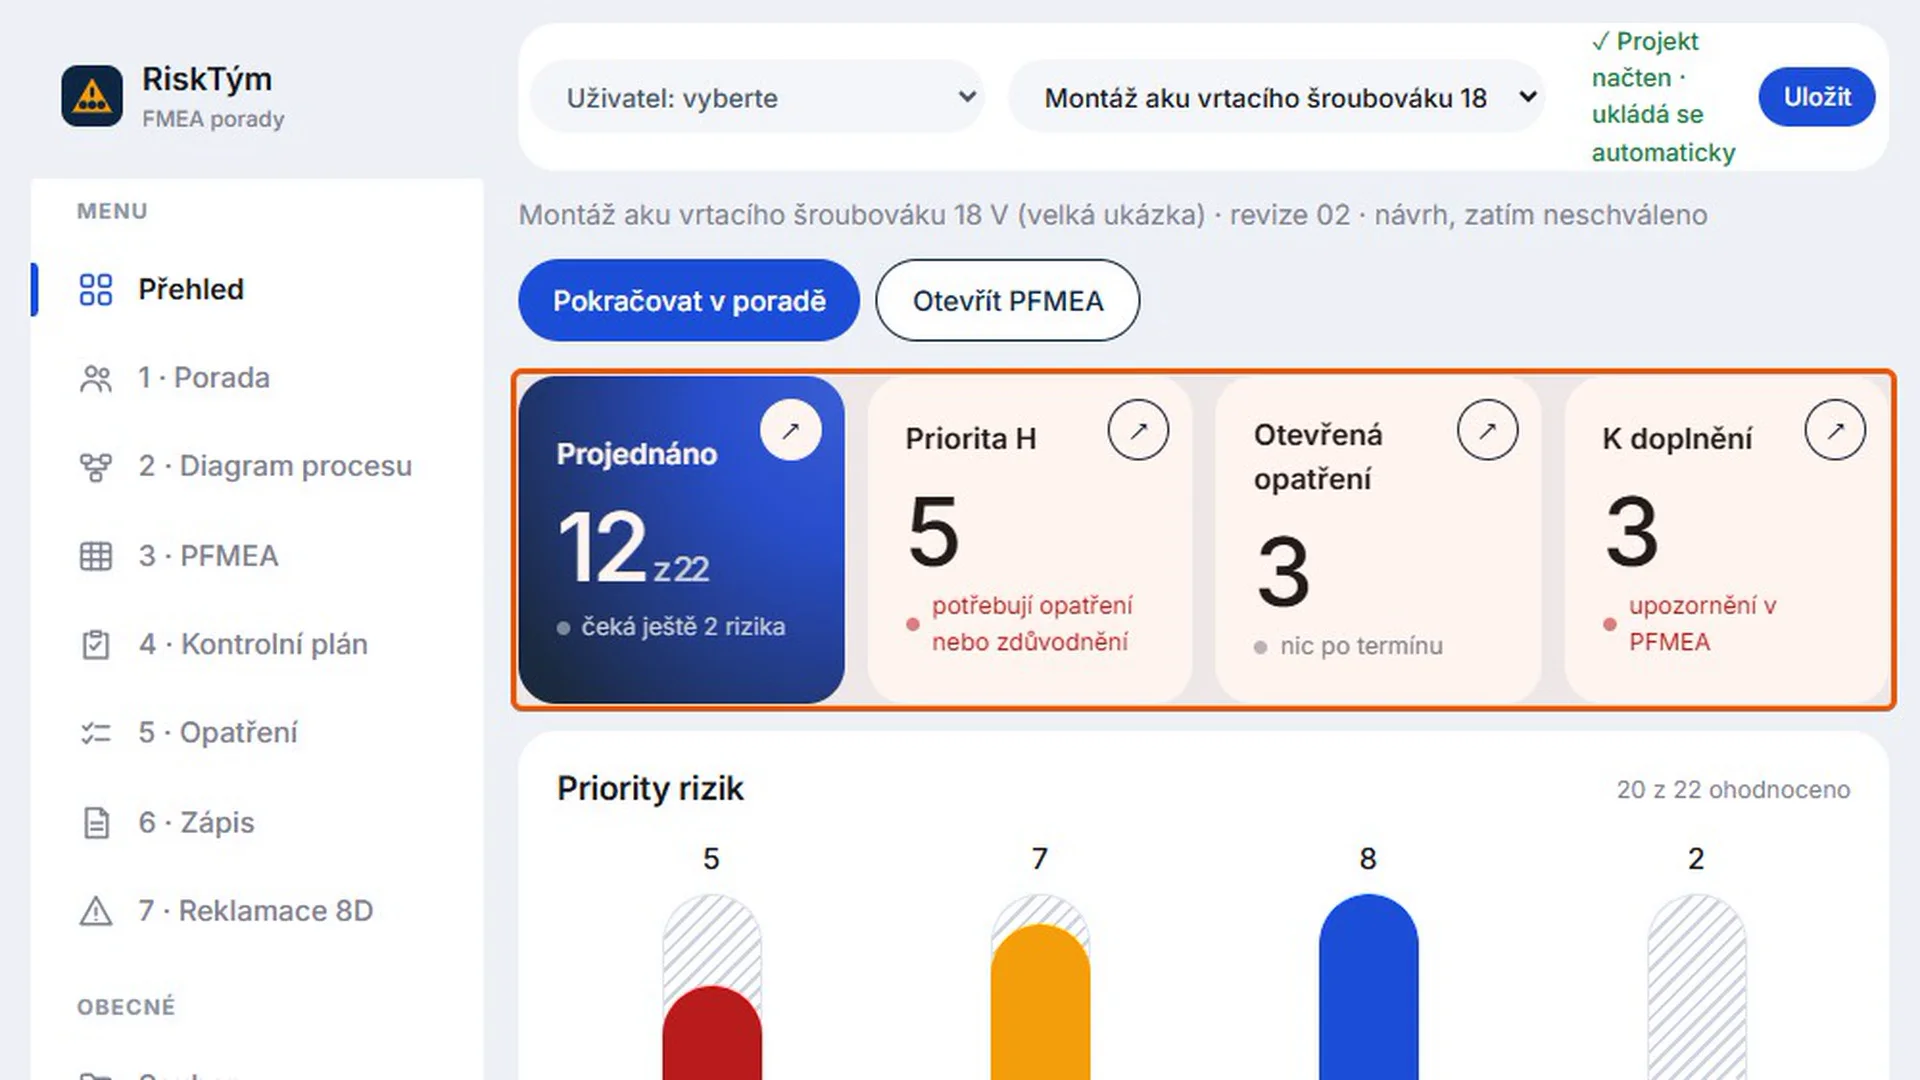 RiskTým
FMEA porady
Uživatel: vyberte
Montáž aku vrtacího šroubováku 18
✓ Projekt
načten ·
ukládá se
automaticky
Uložit
MENU
Přehled
1 · Porada
2 · Diagram procesu
3 · PFMEA
4 · Kontrolní plán
5 · Opatření
6 · Zápis
7 · Reklamace 8D
OBECNÉ
Montáž aku vrtacího šroubováku 18 V (velká ukázka) · revize 02 · návrh, zatím neschváleno
Pokračovat v poradě
Otevřít PFMEA
Projednáno
12 z 22
čeká ještě 2 rizika
Priorita H
5
potřebují opatření
nebo zdůvodnění
Otevřená
opatření
3
nic po termínu
K doplnění
3
upozornění v
PFMEA
Priority rizik
20 z 22 ohodnoceno
5
7
8
2